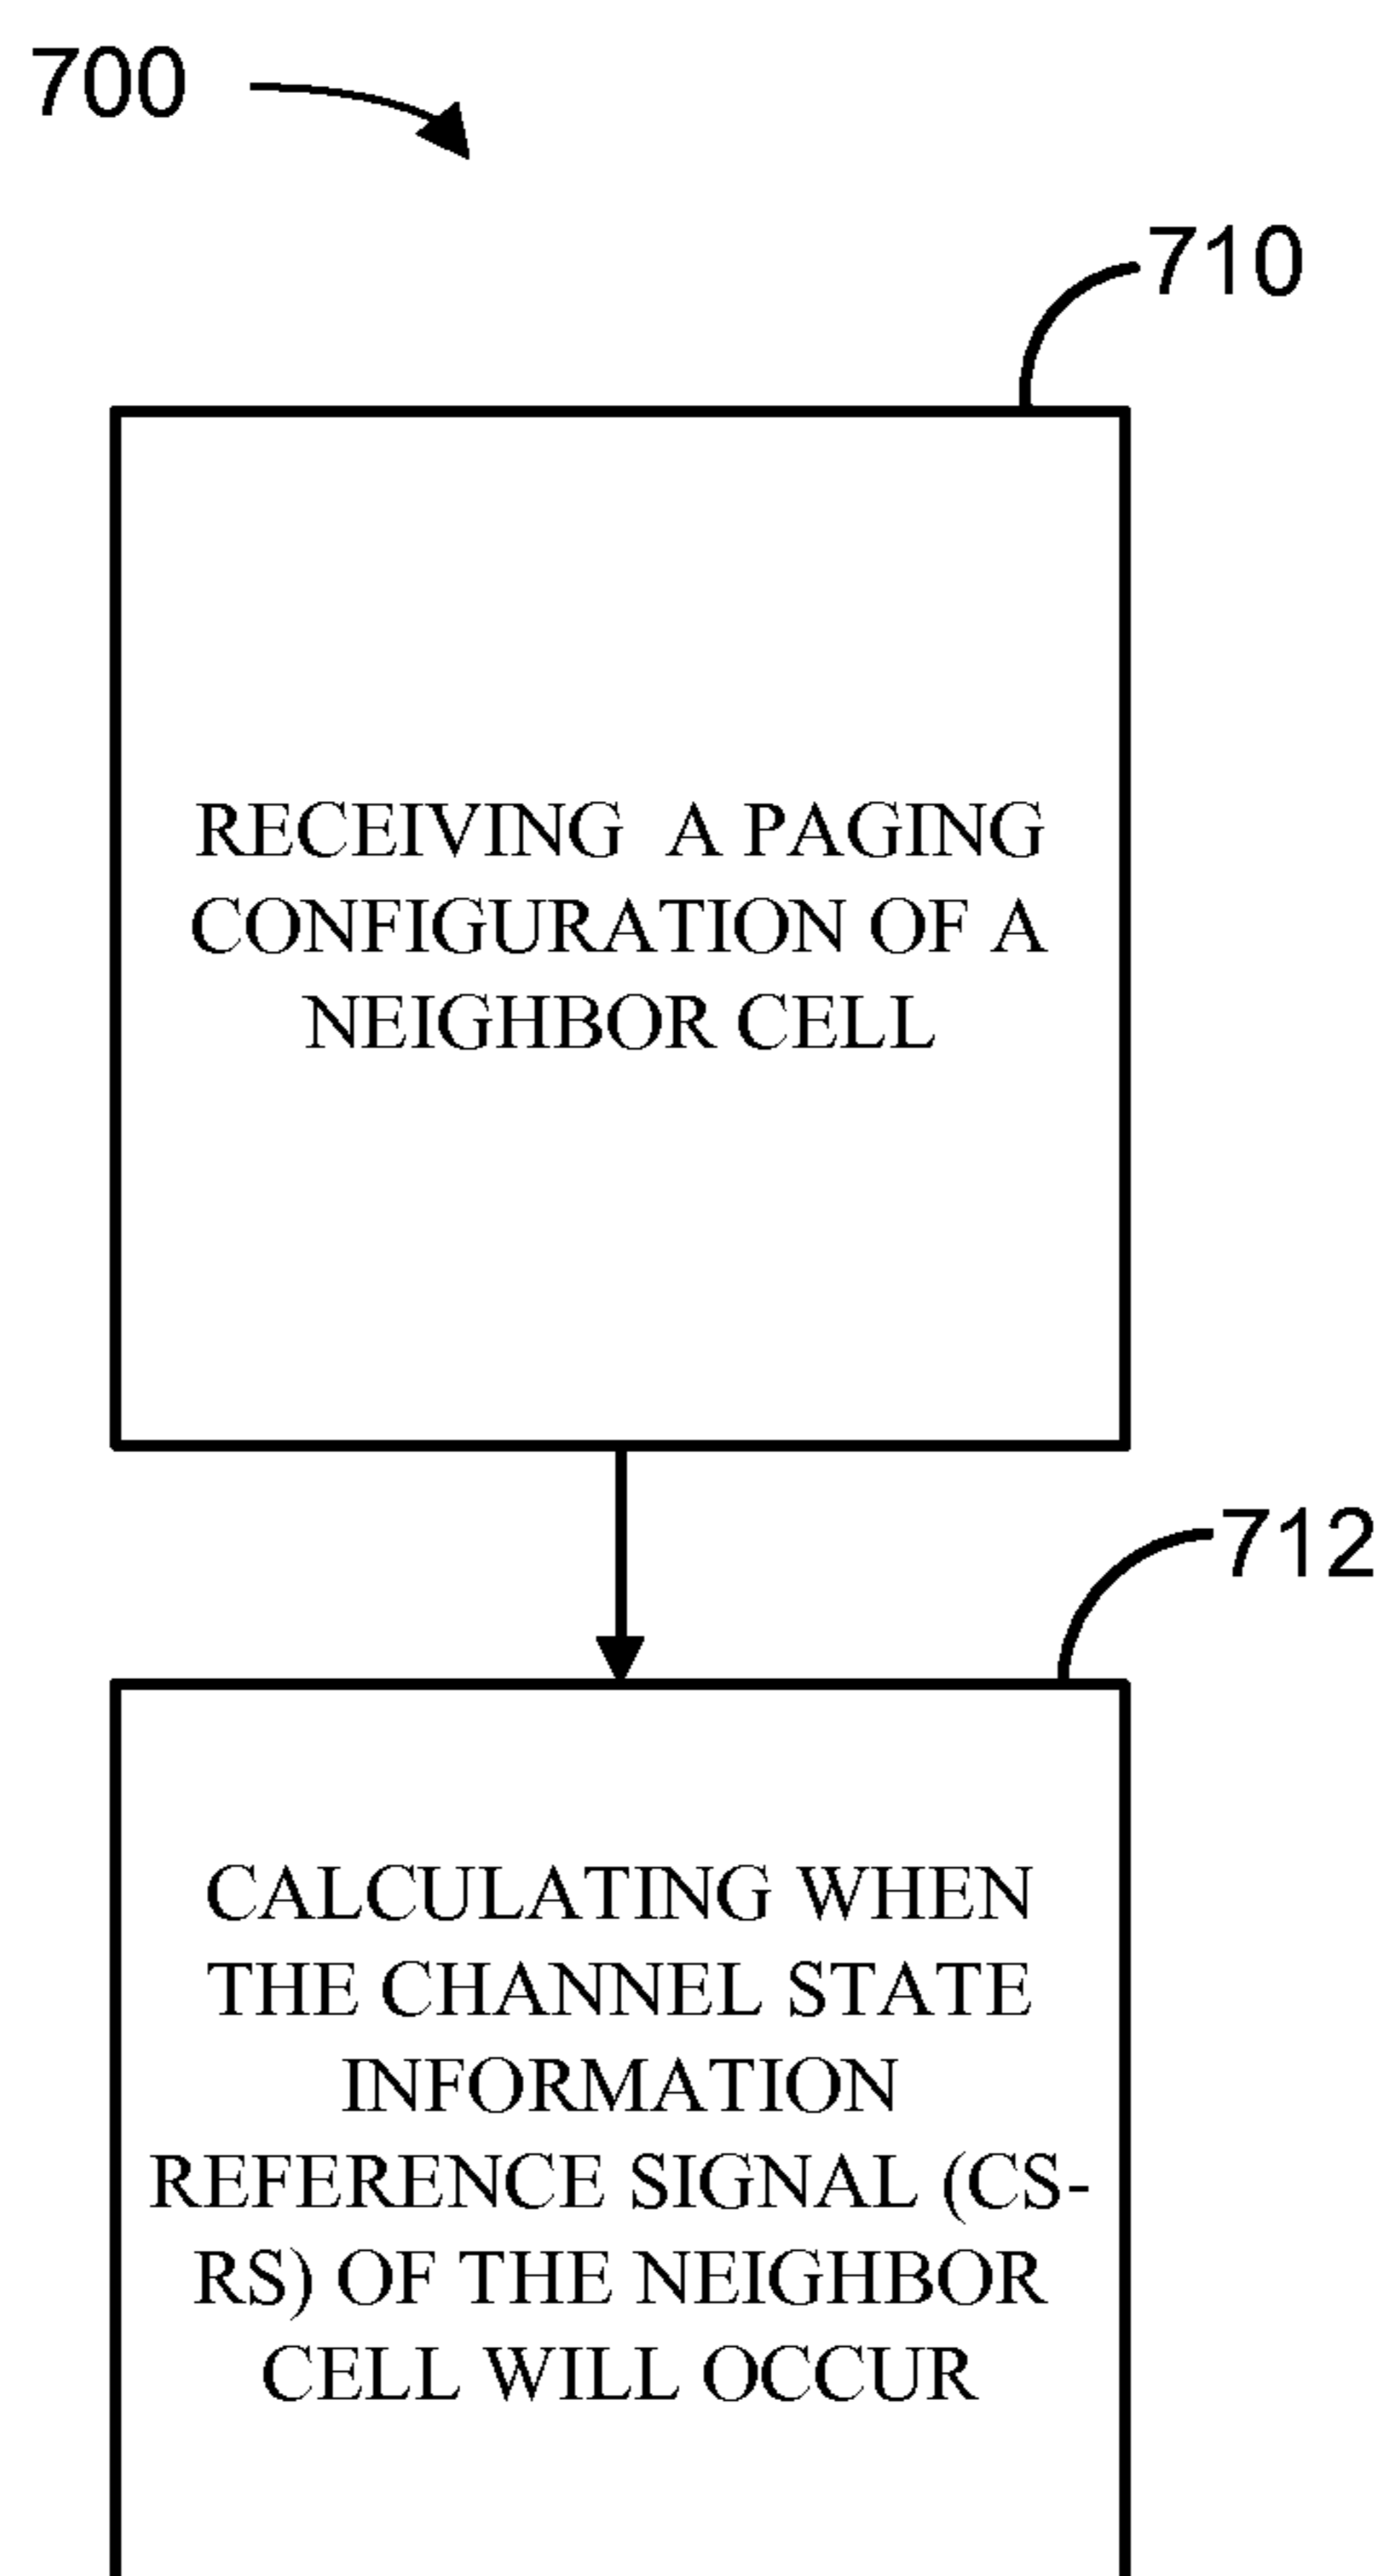 700
710
RECEIVING A PAGING
CONFIGURATION OF A
NEIGHBOR CELL
712
CALCULATING WHEN
THE CHANNEL STATE
INFORMATION
REFERENCE SIGNAL (CS-
RS) OF THE NEIGHBOR
CELL WILL OCCUR